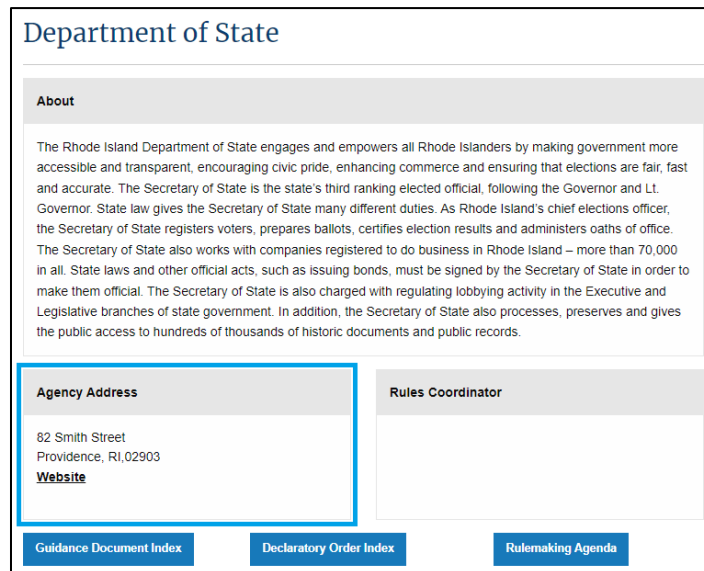 Department of State
About
The Rhode Island Department of State engages and empowers all Rhode Islanders by making government more
accessible and transparent, encouraging civic pride, enhancing commerce and ensuring that elections are fair, fast
and accurate. The Secretary of State is the state's third ranking elected official, following the Governor and Lt.
Governor. State law gives the Secretary of State many different duties. As Rhode Island's chief elections officer,
the Secretary of State registers voters, prepares ballots, certifies election results and administers oaths of office.
The Secretary of State also works with companies registered to do business in Rhode Island – more than 70,000
in all. State laws and other official acts, such as issuing bonds, must be signed by the Secretary of State in order to
make them official. The Secretary of State is also charged with regulating lobbying activity in the Executive and
Legislative branches of state government. In addition, the Secretary of State also processes, preserves and gives
the public access to hundreds of thousands of historic documents and public records.
Agency Address
82 Smith Street
Providence, RI,02903
Website
Rules Coordinator
Guidance Document Index
Declaratory Order Index
Rulemaking Agenda